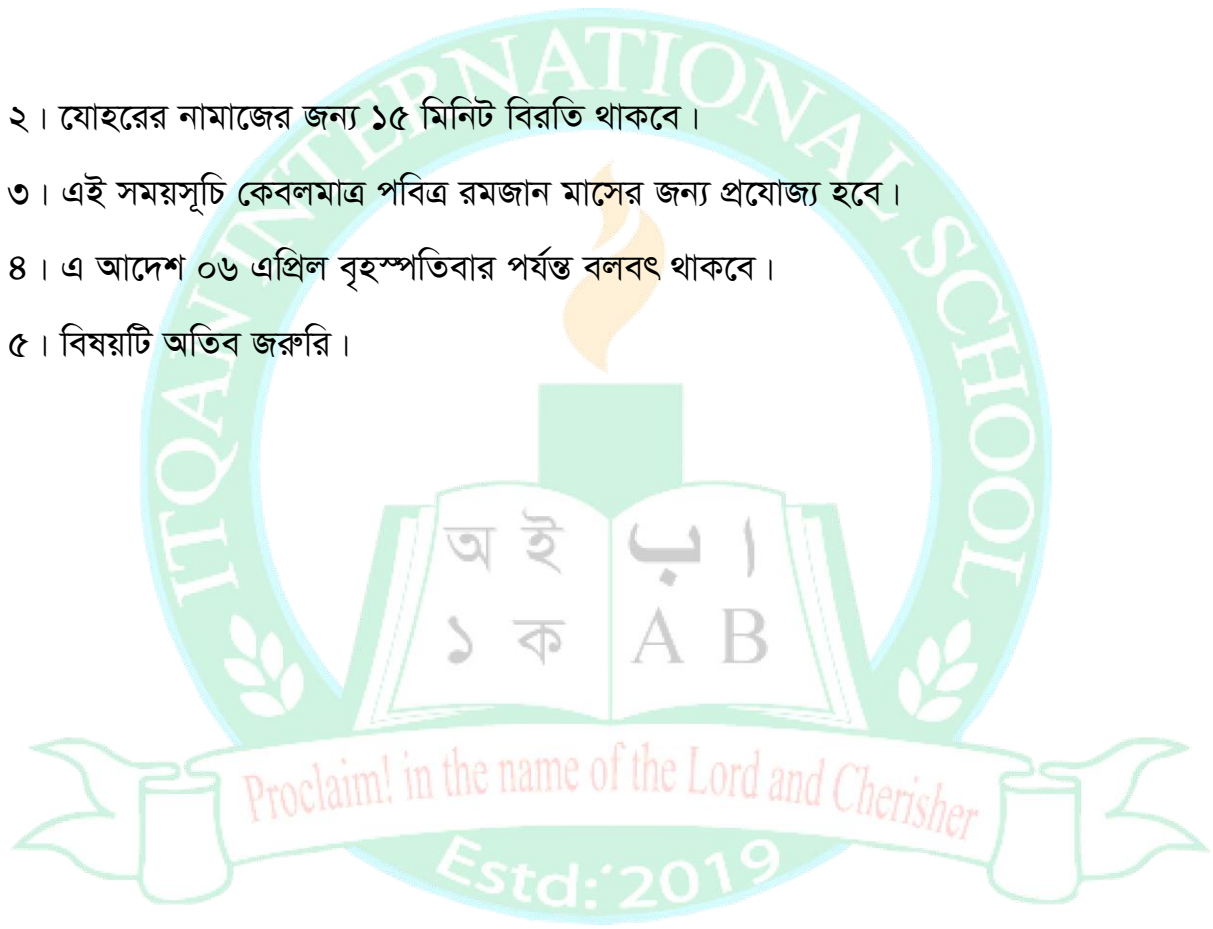 ২। যোহরের নামাজের জন্য ১৫ মিনিট বিরতি থাকবে।
৩। এই সময়সূচি কেবলমাত্র পবিত্র রমজান মাসের জন্য প্রযোজ্য হবে।
৪। এ আদেশ ০৬ এপ্রিল বৃহস্পতিবার পর্যন্ত বলবৎ থাকবে।
৫। বিষয়টি অতিব জরুরি।
ITQAN INTERNATIONAL SCHOOL
অ ই ب ا
১ ক A B
Proclaim! in the name of the Lord and Cherisher
Estd:'2019